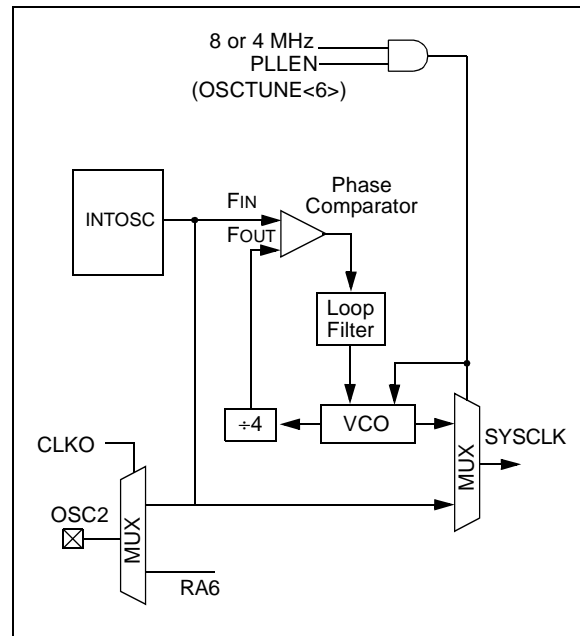 8 or 4 MHz
PLLEN
(OSCTUNE<6>)
Phase
Comparator
INTOSC
FIN
FOUT
Loop
Filter
÷4
VCO
MUX
SYSCLK
CLKO
OSC2
MUX
RA6